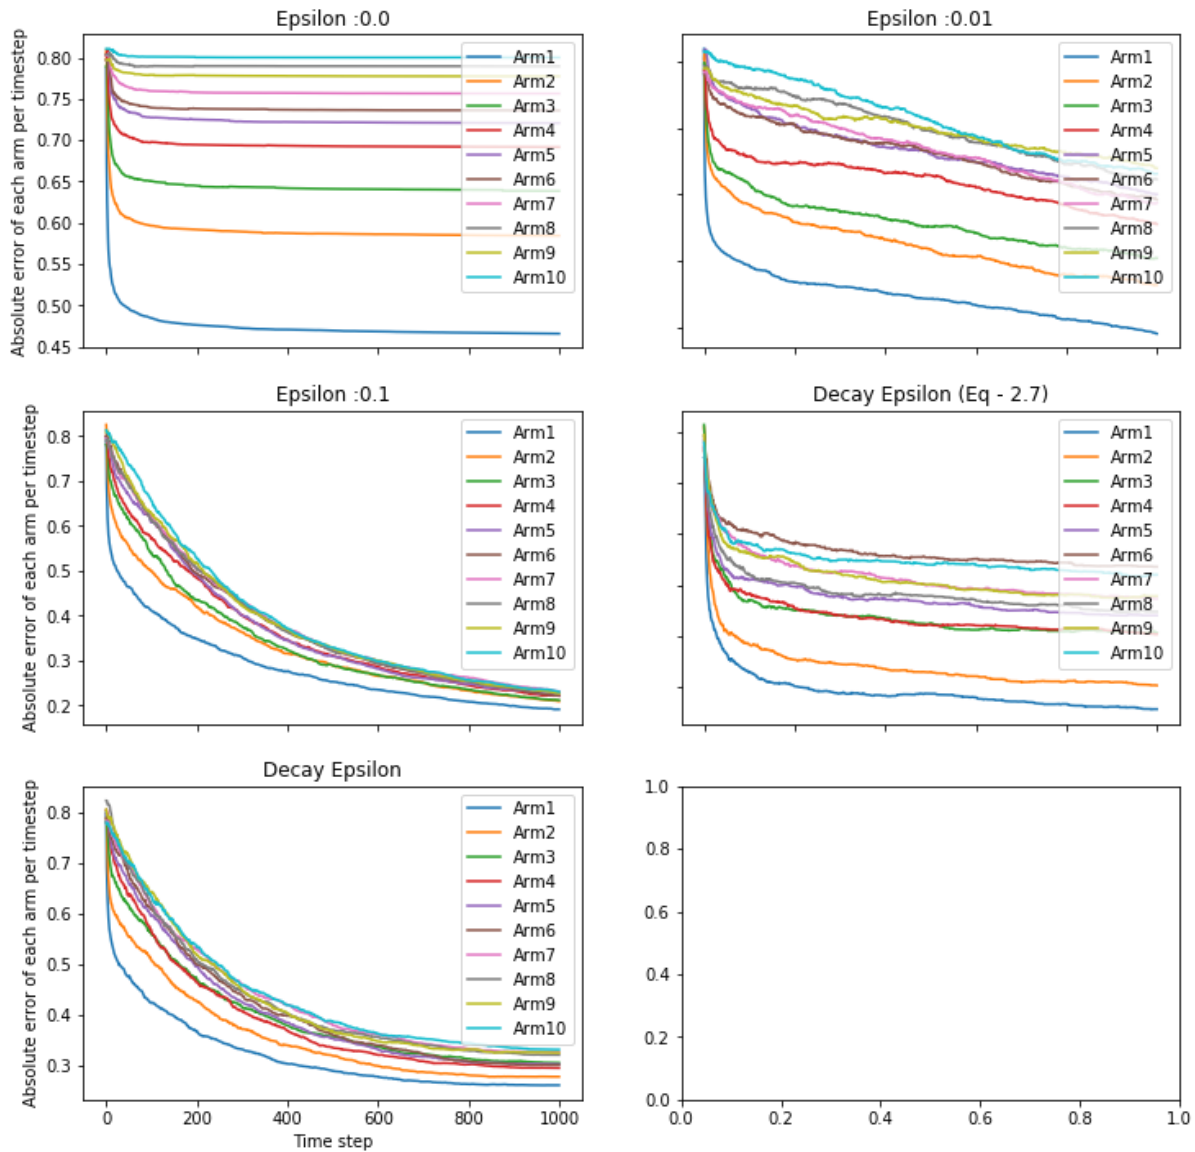 Epsilon :0.0
Absolute error of each arm per timestep
0.80
0.75
0.70
0.65
0.60
0.55
0.50
0.45
Arm1
Arm2
Arm3
Arm4
Arm5
Arm6
Arm7
Arm8
Arm9
Arm10
Epsilon :0.01
Arm1
Arm2
Arm3
Arm4
Arm5
Arm6
Arm7
Arm8
Arm9
Arm10
Epsilon :0.1
Absolute error of each arm per timestep
0.8
0.7
0.6
0.5
0.4
0.3
0.2
Arm1
Arm2
Arm3
Arm4
Arm5
Arm6
Arm7
Arm8
Arm9
Arm10
Decay Epsilon (Eq - 2.7)
Arm1
Arm2
Arm3
Arm4
Arm5
Arm6
Arm7
Arm8
Arm9
Arm10
Decay Epsilon
Absolute error of each arm per timestep
0.8
0.7
0.6
0.5
0.4
0.3
Arm1
Arm2
Arm3
Arm4
Arm5
Arm6
Arm7
Arm8
Arm9
Arm10
0 200 400 600 800 1000
Time step
1.0
0.8
0.6
0.4
0.2
0.0
0.0 0.2 0.4 0.6 0.8 1.0